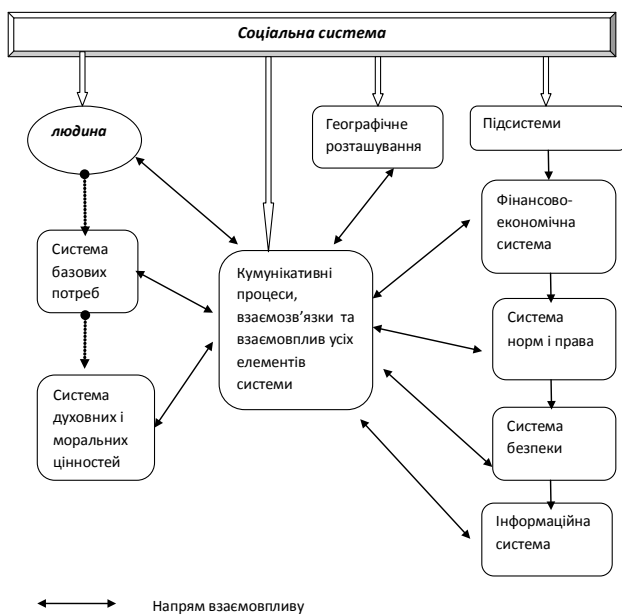 Соціальна система
людина
Географічне
розташування
Підсистеми
Фінансово-
економічна
система
Система
базових
потреб
Кумунікативні
процеси,
взаємозв’язки та
взаємовплив усіх
елементів
системи
Система
норм і права
Система
духовних і
моральних
цінностей
Система
безпеки
Інформаційна
система
Напрям взаємовпливу